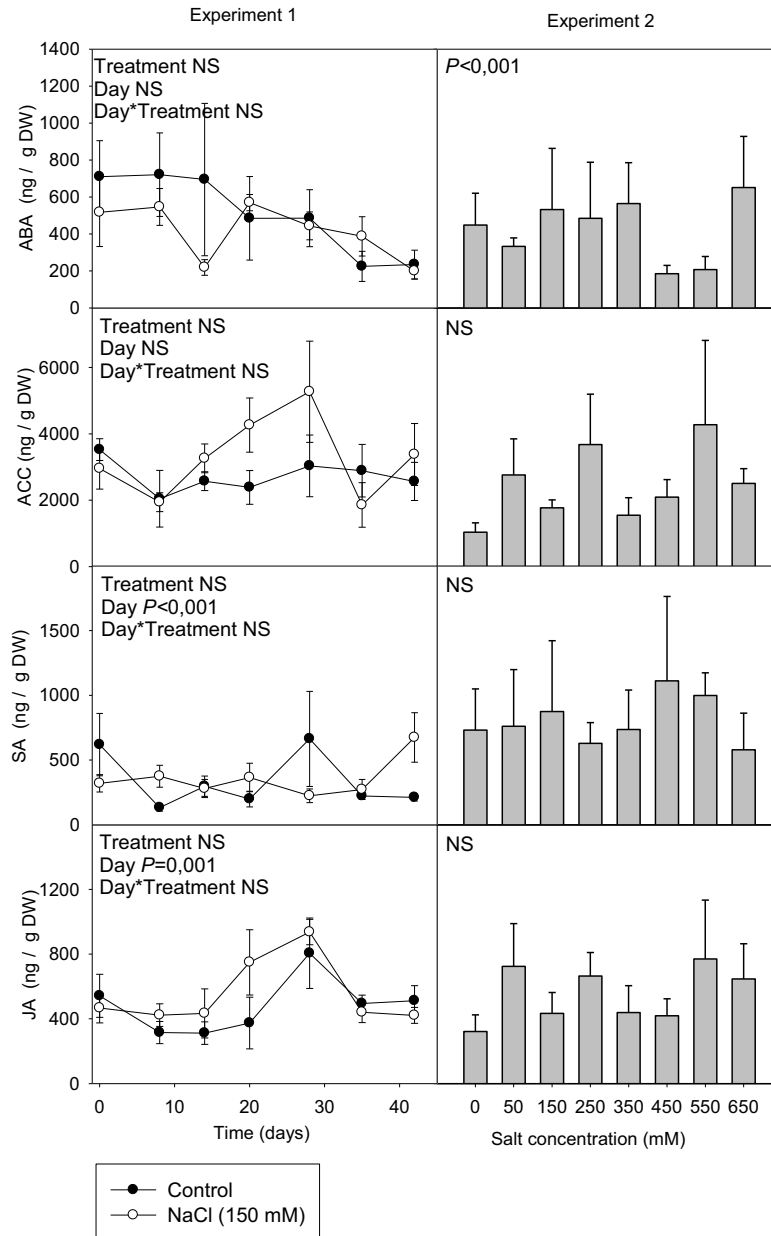 Experiment 1
Experiment 2
1400
1200
1000
800
600
400
200
0
ABA (ng / g DW)
Treatment NS
Day NS
Day*Treatment NS
P<0,001
6000
4000
2000
0
ACC (ng / g DW)
Treatment NS
Day NS
Day*Treatment NS
NS
1500
1000
500
0
SA (ng / g DW)
Treatment NS
Day P<0,001
Day*Treatment NS
NS
1200
800
400
0
JA (ng / g DW)
Treatment NS
Day P=0,001
Day*Treatment NS
NS
0 10 20 30 40
Time (days)
0 50 150 250 350 450 550 650
Salt concentration (mM)
Control
NaCl (150 mM)